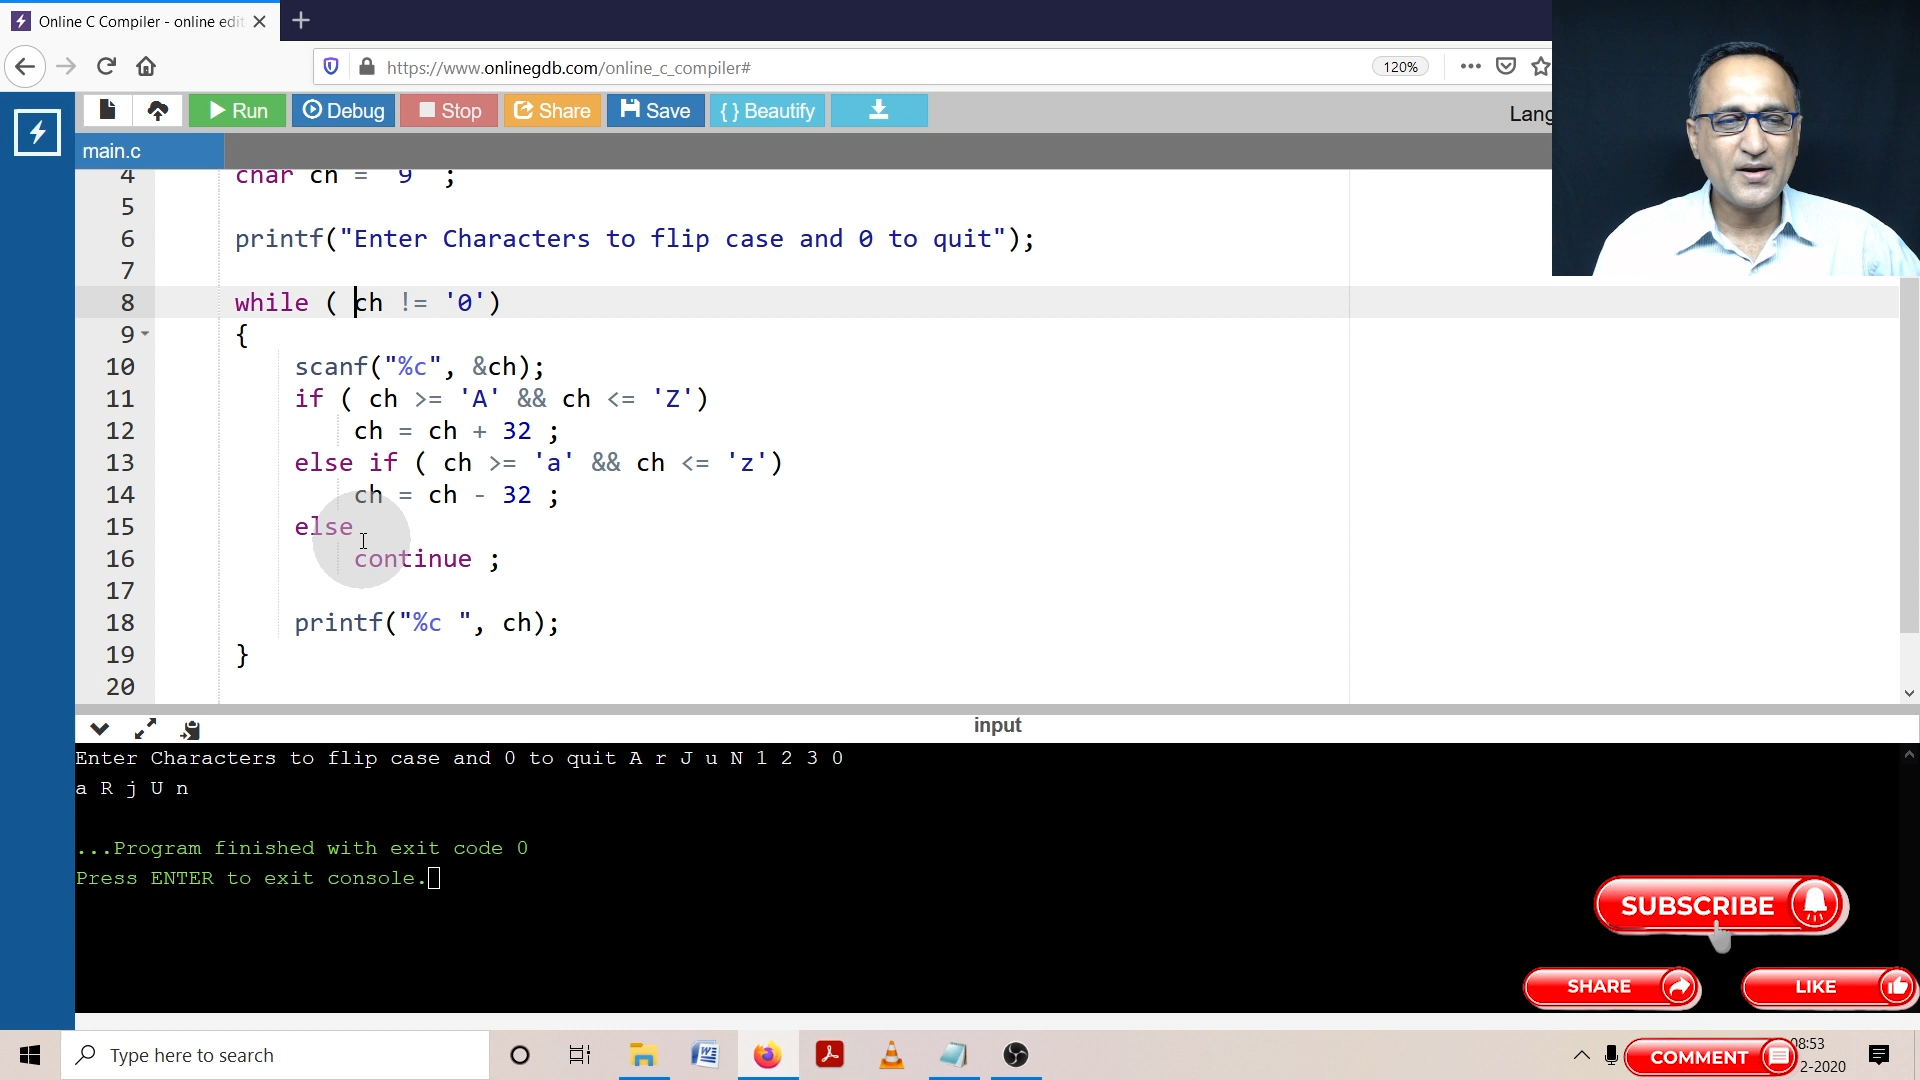 Online C Compiler - online edit
https://www.onlinegdb.com/online_c_compiler#
120%
Run
Debug
Stop
Share
Save
{ } Beautify
Lang
main.c
4 char ch = '9' ;
5
6 printf("Enter Characters to flip case and 0 to quit");
7
8 while ( ch != '0')
9 {
10 scanf("%c", &ch);
11 if ( ch >= 'A' && ch <= 'Z')
12 ch = ch + 32 ;
13 else if ( ch >= 'a' && ch <= 'z')
14 ch = ch - 32 ;
15 else
16 continue ;
17
18 printf("%c ", ch);
19 }
20
input
Enter Characters to flip case and 0 to quit A r J u N 1 2 3 0
a R j U n
...Program finished with exit code 0
Press ENTER to exit console.
SUBSCRIBE
SHARE
LIKE
Type here to search
COMMENT
08:53
2-2020